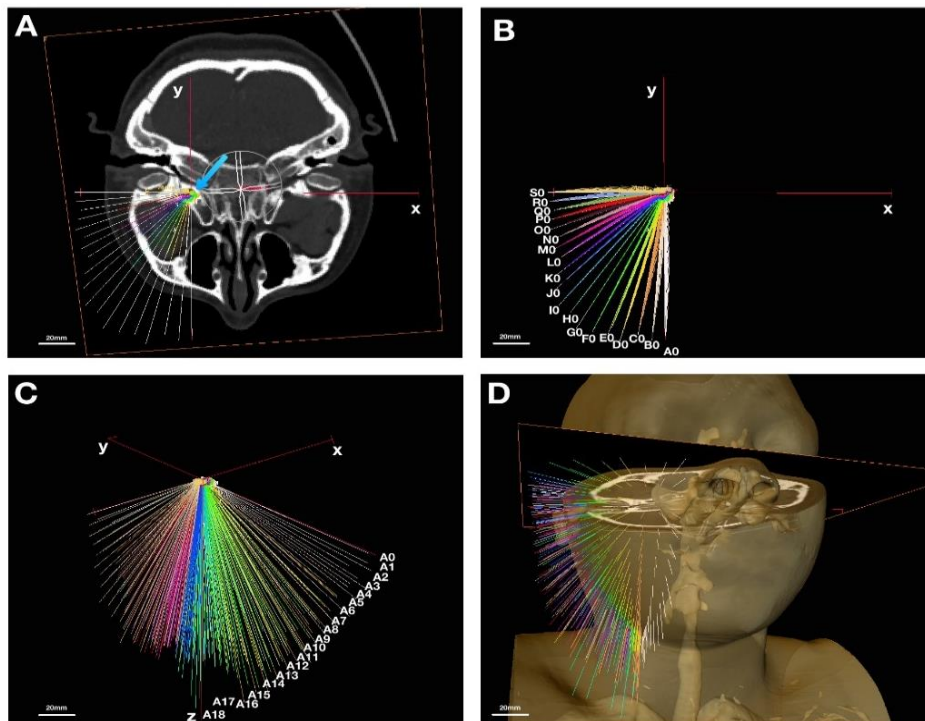 A
y
x
20mm
B
y
x
S0
R0
Q0
P0
O0
N0
M0
L0
K0
J0
I0
H0
G0
F0
E0
D0
C0
B0
A0
20mm
C
y
x
A0
A1
A2
A3
A4
A5
A6
A7
A8
A9
A10
A11
A12
A13
A14
A15
A16
A17
A18
z
20mm
D
20mm